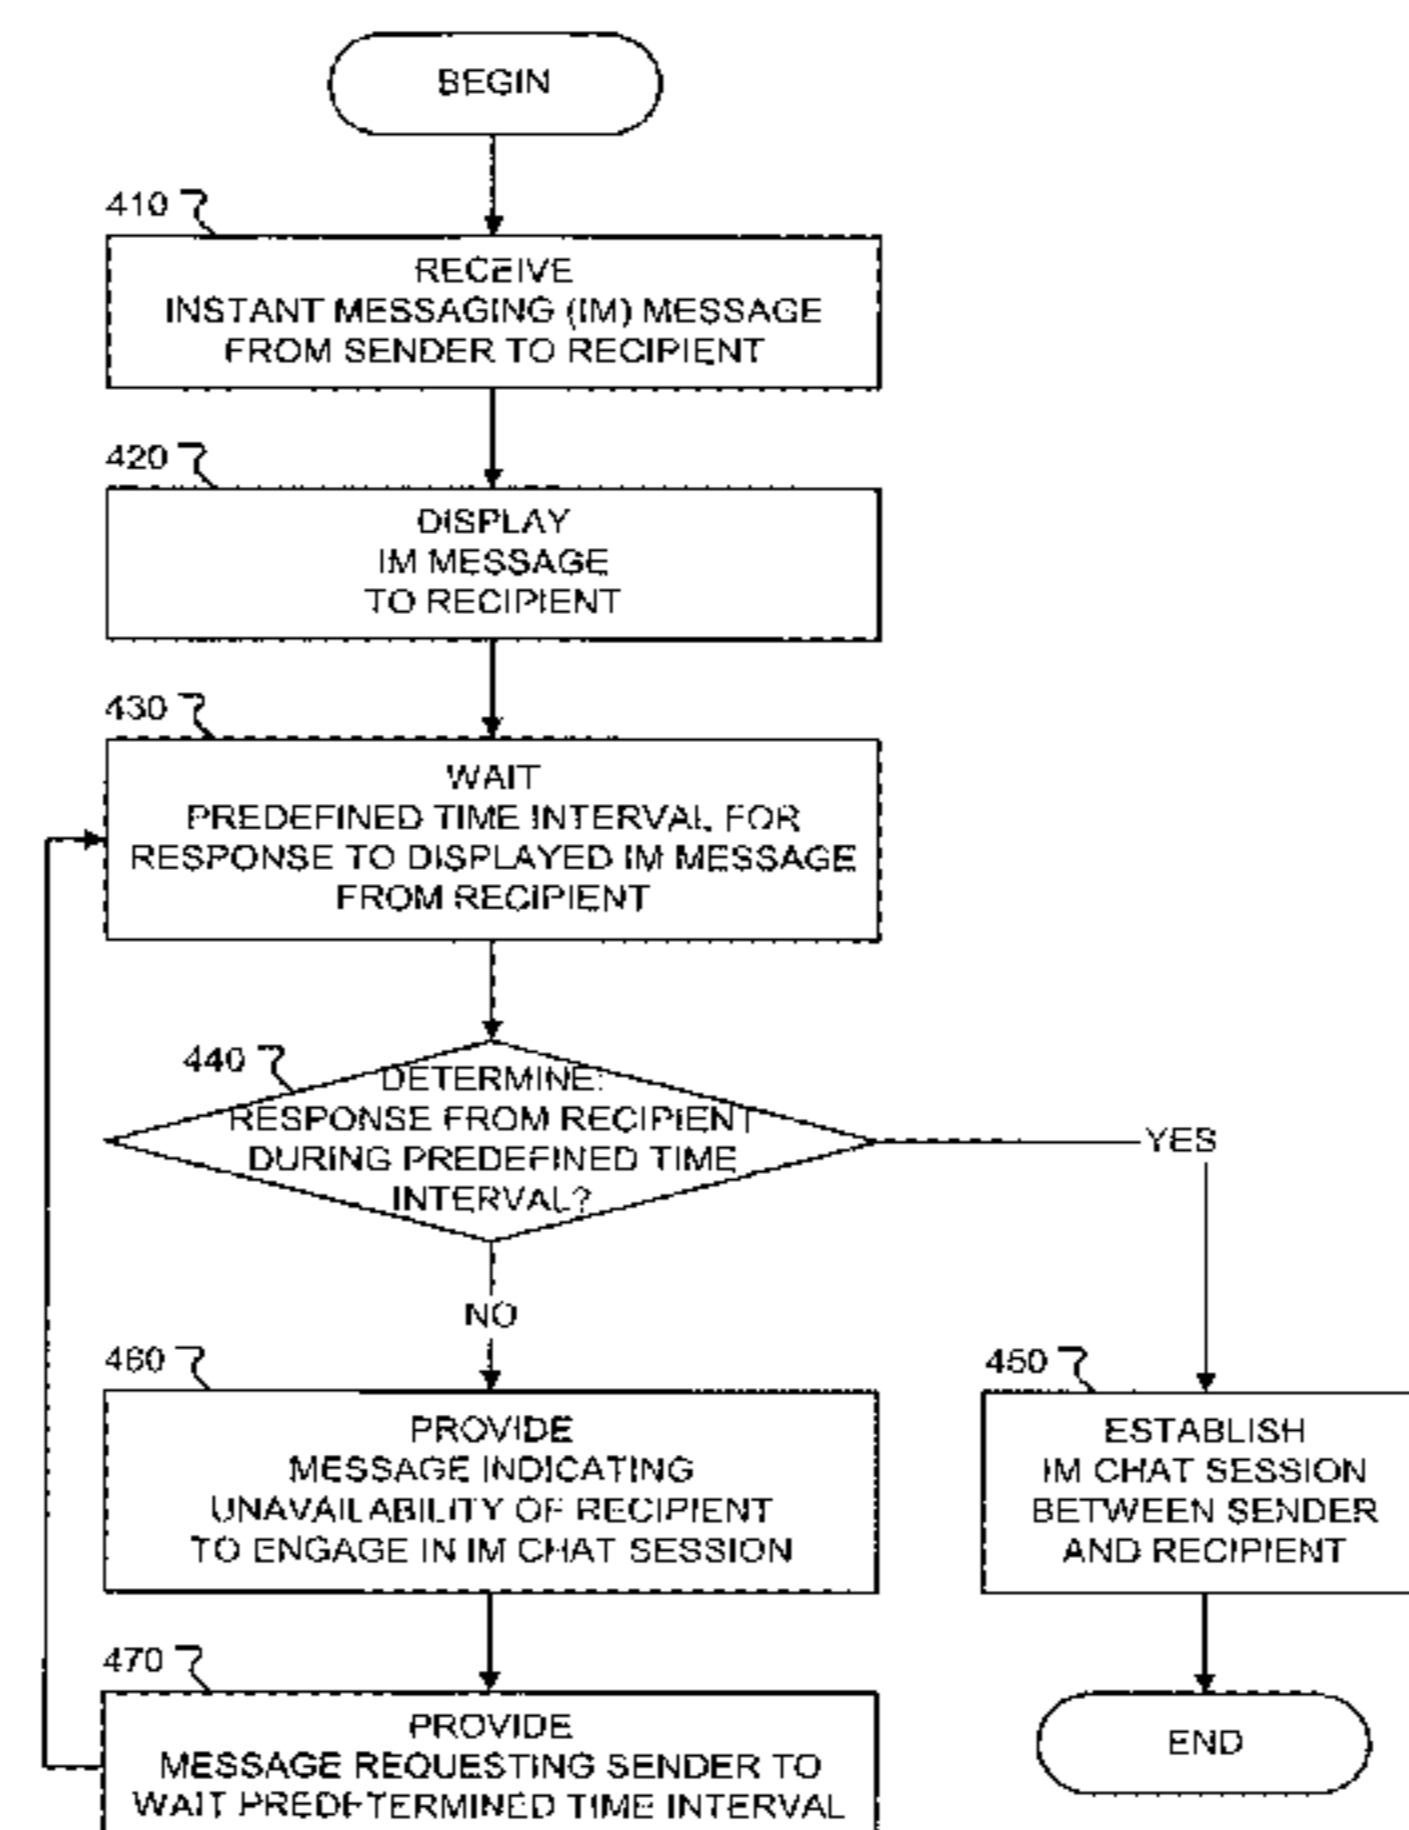 BEGIN
410
RECEIVE
INSTANT MESSAGING (IM) MESSAGE
FROM SENDER TO RECIPIENT
420
DISPLAY
IM MESSAGE
TO RECIPIENT
430
WAIT
PREDEFINED TIME INTERVAL FOR
RESPONSE TO DISPLAYED IM MESSAGE
FROM RECIPIENT
440
DETERMINE:
RESPONSE FROM RECIPIENT
DURING PREDEFINED TIME
INTERVAL?
YES
NO
460
PROVIDE
MESSAGE INDICATING
UNAVAILABILITY OF RECIPIENT
TO ENGAGE IN IM CHAT SESSION
450
ESTABLISH
IM CHAT SESSION
BETWEEN SENDER
AND RECIPIENT
470
PROVIDE
MESSAGE REQUESTING SENDER TO
WAIT PREDETERMINED TIME INTERVAL
END